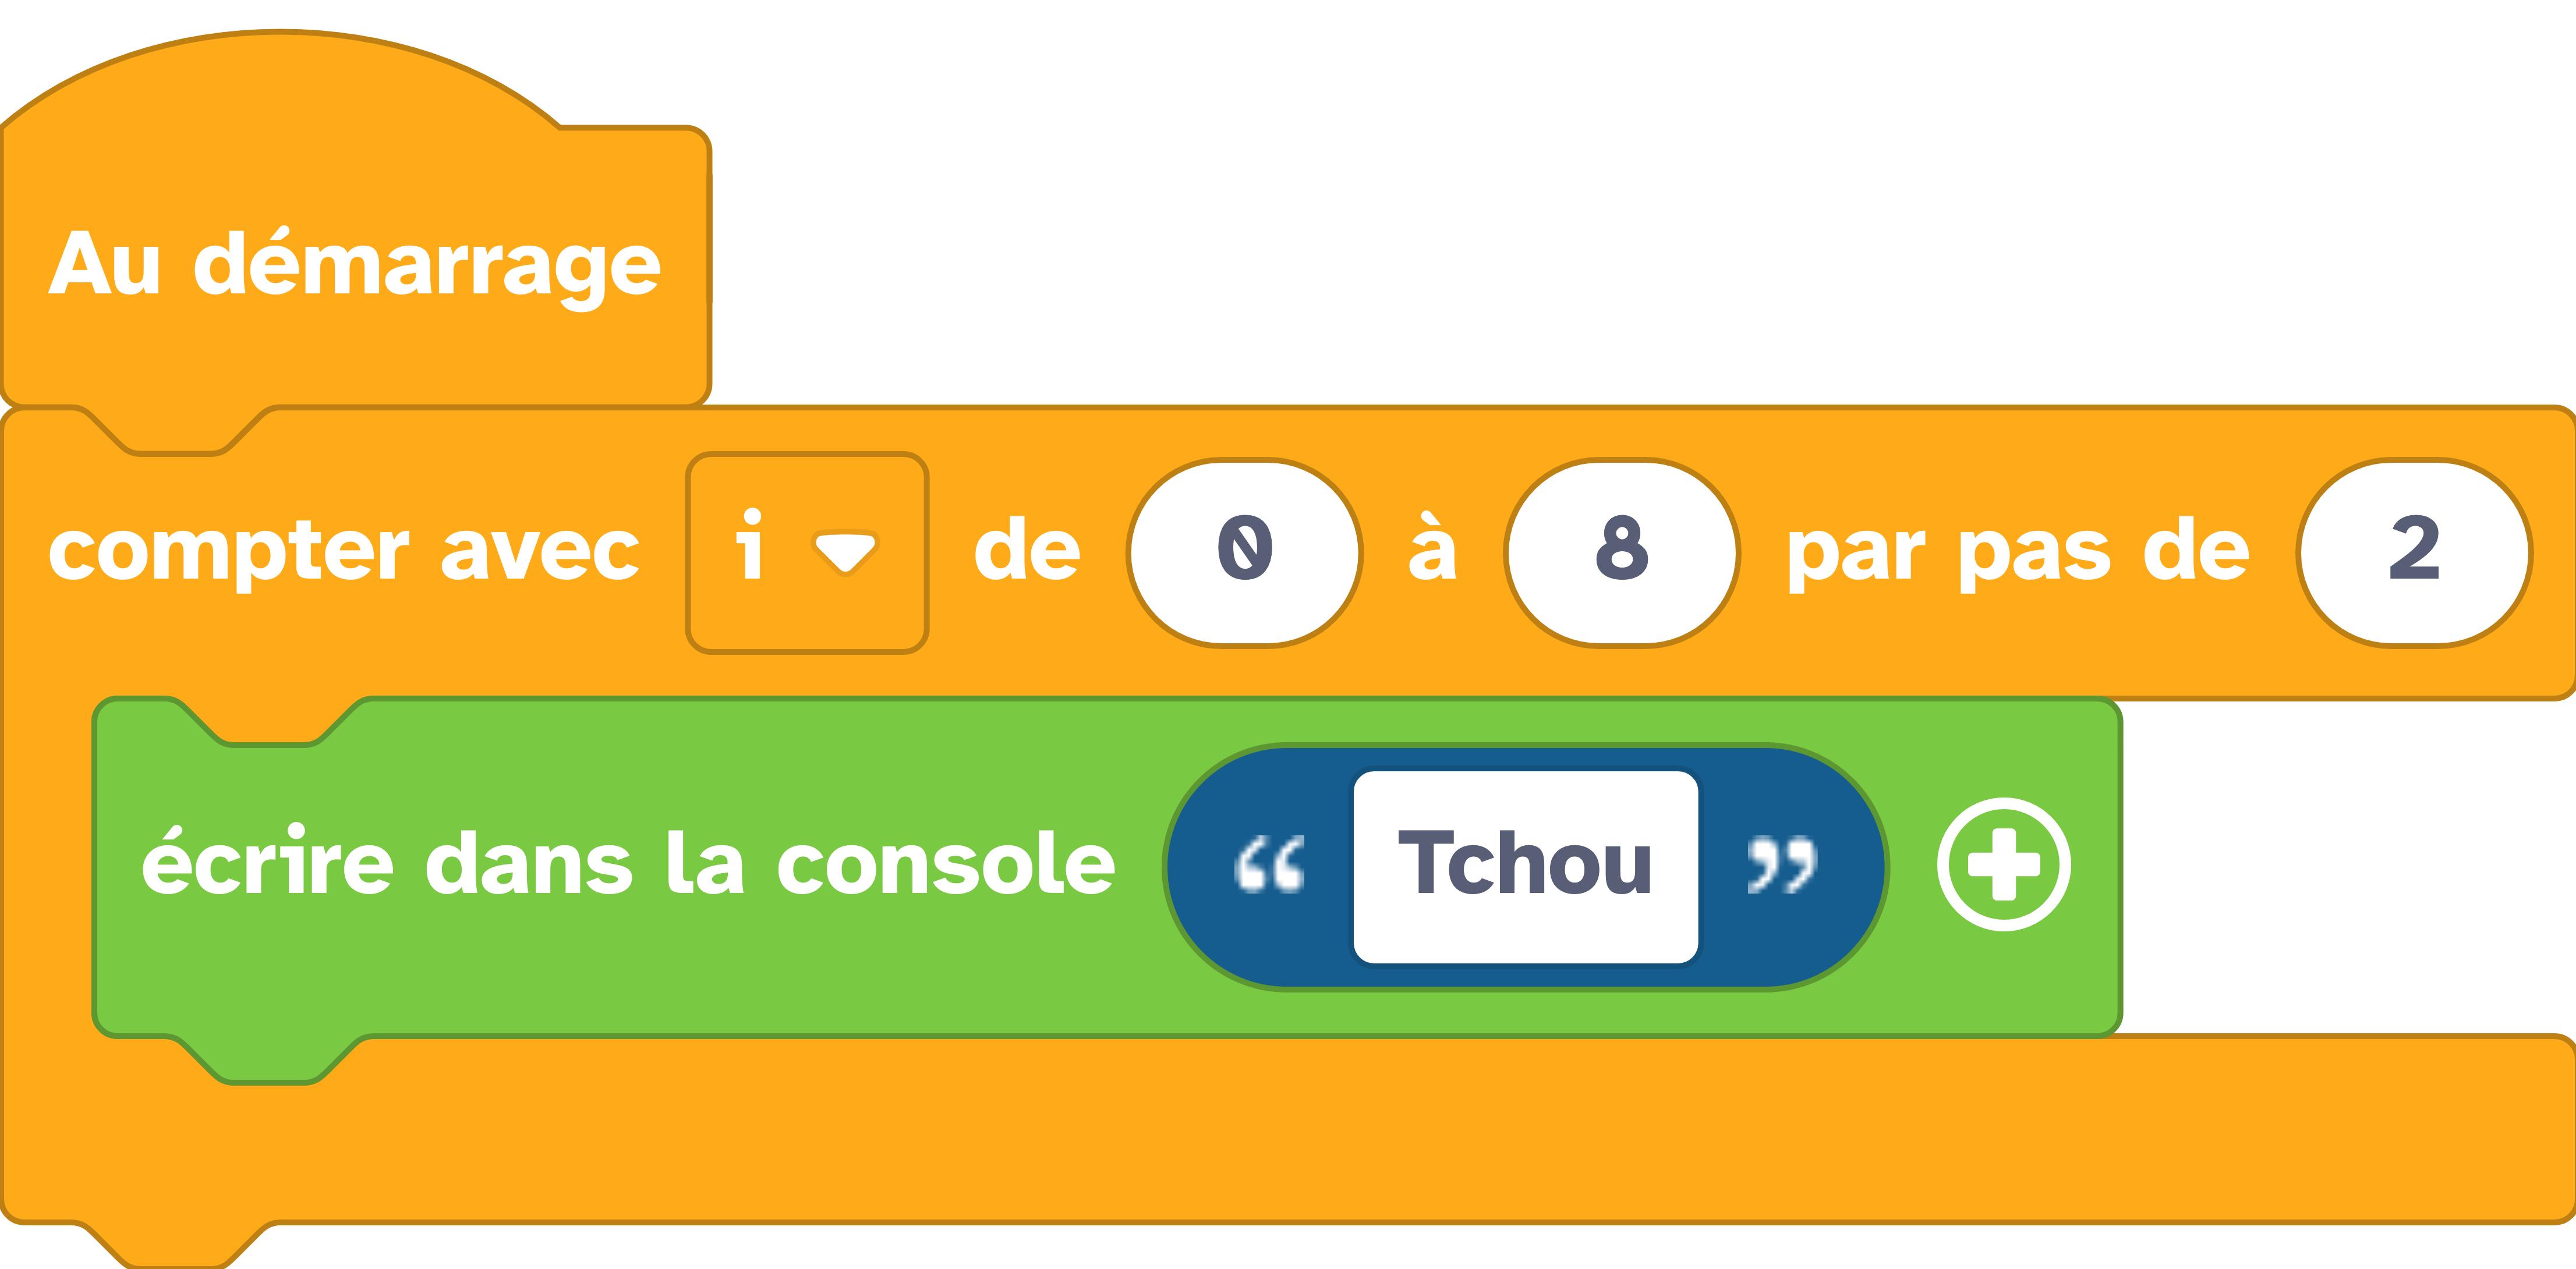 Au démarrage
compter avec i de 0 à 8 par pas de 2
écrire dans la console “ Tchou ”